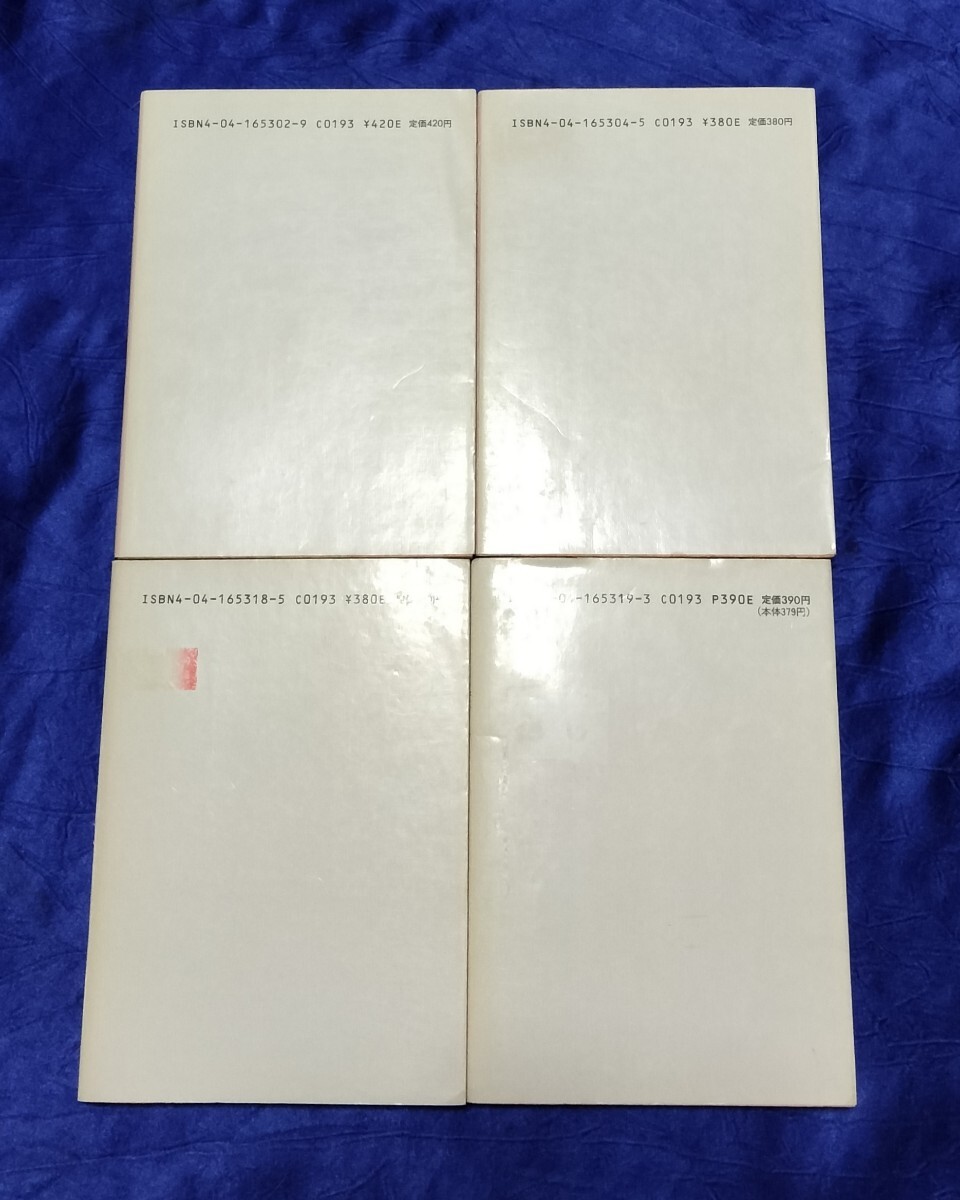 ISBN4-04-165302-9 C0193 ¥420E 定価420円
ISBN4-04-165304-5 C0193 ¥380E 定価380円
ISBN4-04-165318-5 C0193 ¥380E
-165319-3 C0193 P390E 定価390円
(本体379円)